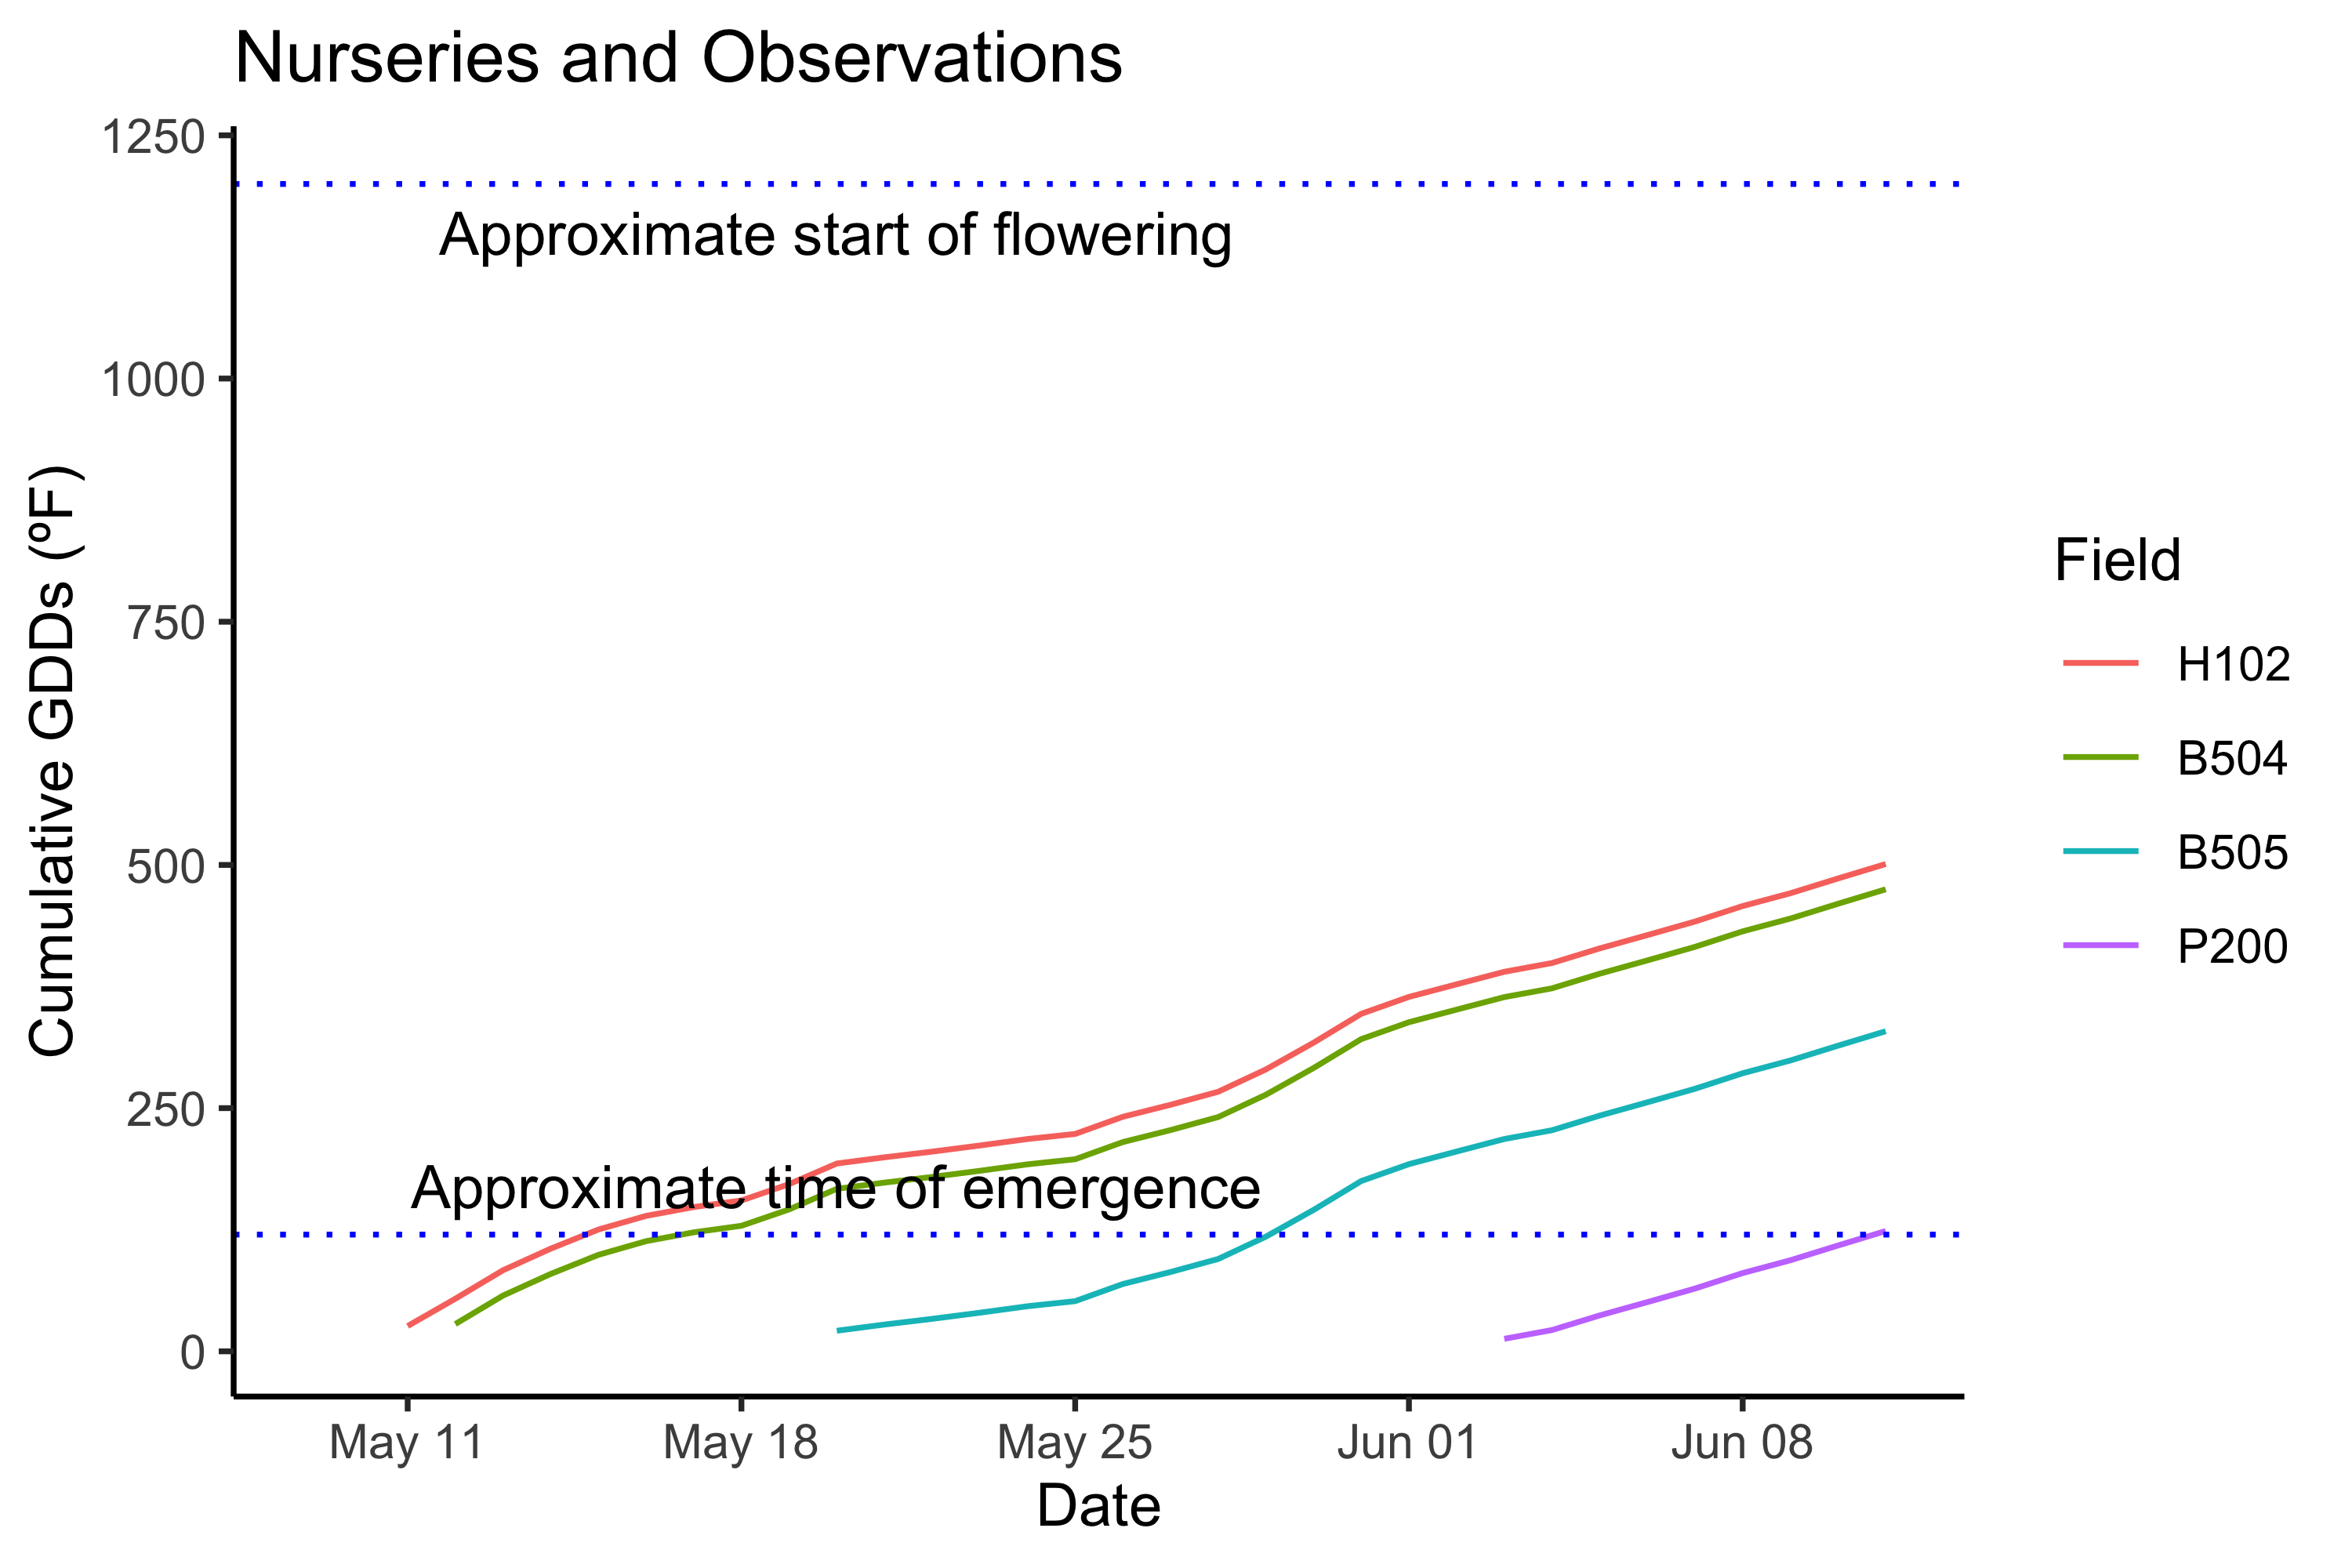 Nurseries and Observations
1250
Approximate start of flowering
1000
750
500
250
Approximate time of emergence
0
Cumulative GDDs (ºF)
May 11
May 18
May 25
Jun 01
Jun 08
Date
Field
H102
B504
B505
P200